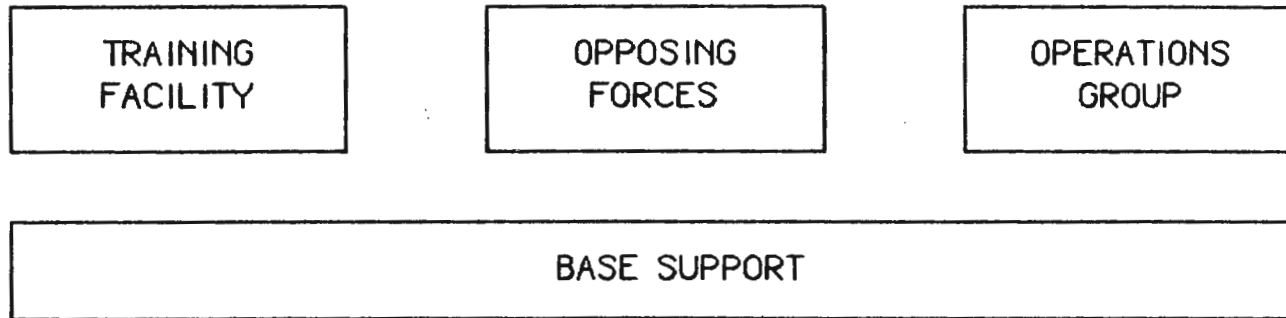 TRAINING
FACILITY
OPPOSING
FORCES
OPERATIONS
GROUP
BASE SUPPORT